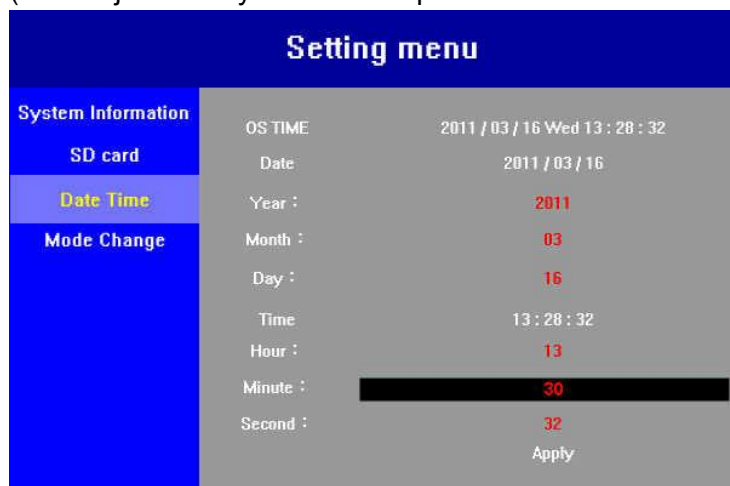 Setting menu
System Information
SD card
Date Time
Mode Change
OS TIME 2011 / 03 / 16 Wed 13 : 28 : 32
Date 2011 / 03 / 16
Year : 2011
Month : 03
Day : 16
Time 13 : 28 : 32
Hour : 13
Minute : 30
Second : 32
Apply